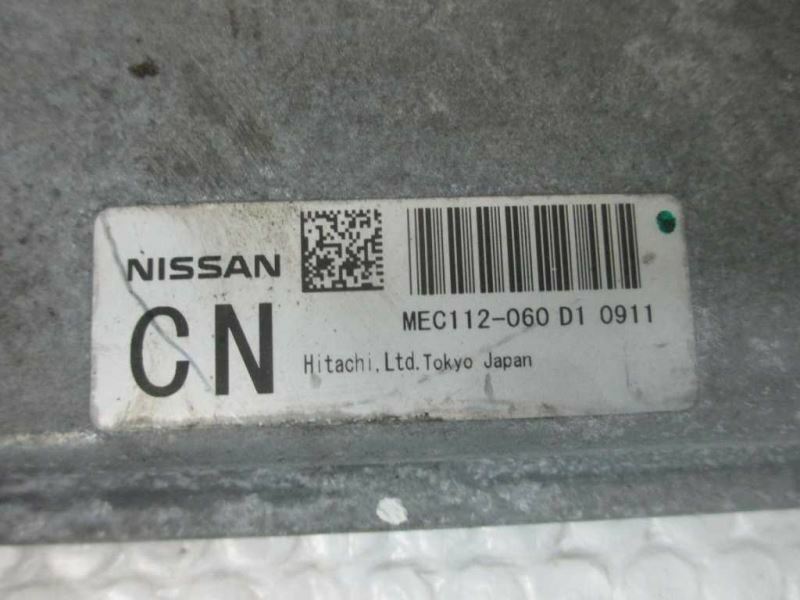 NISSAN
CN
MEC112-060 D1 0911
Hitachi,Ltd.Tokyo Japan